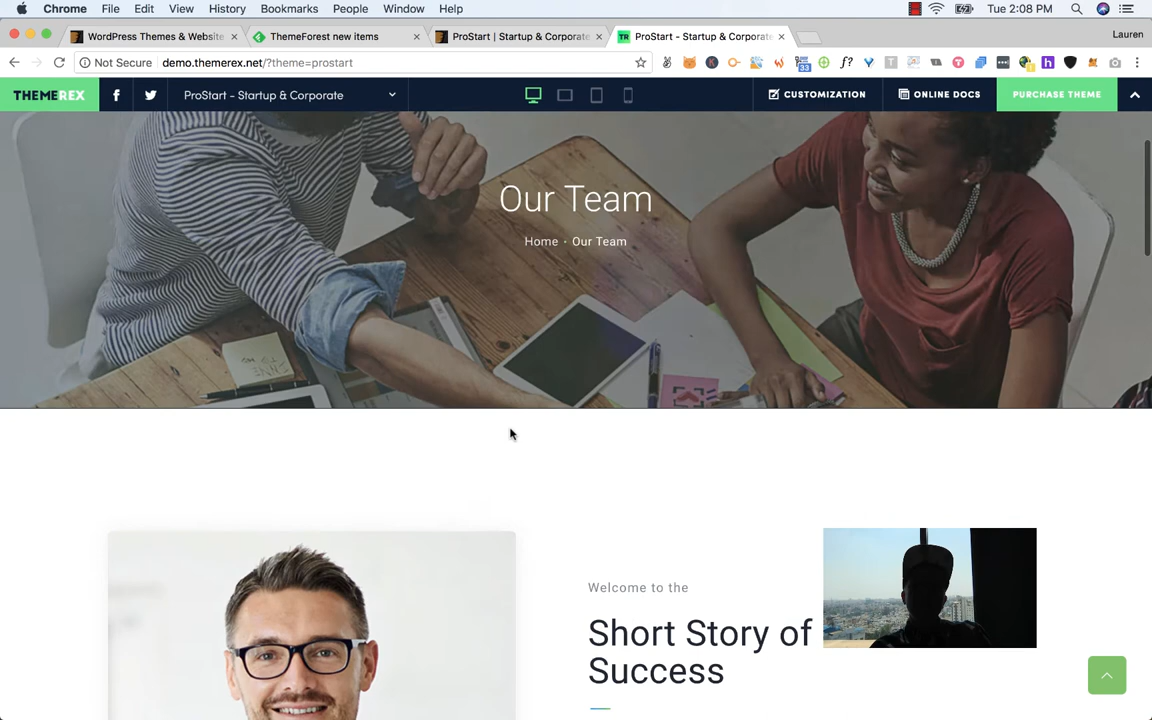 Chrome File Edit View History Bookmarks People Window Help Tue 2:08 PM
WordPress Themes & Website ThemeForest new items ProStart | Startup & Corporate ProStart - Startup & Corporate Lauren
Not Secure demo.themerex.net/?theme=prostart
THEMEREX ProStart - Startup & Corporate CUSTOMIZATION ONLINE DOCS PURCHASE THEME
Our Team
Home · Our Team
Welcome to the
Short Story of
Success